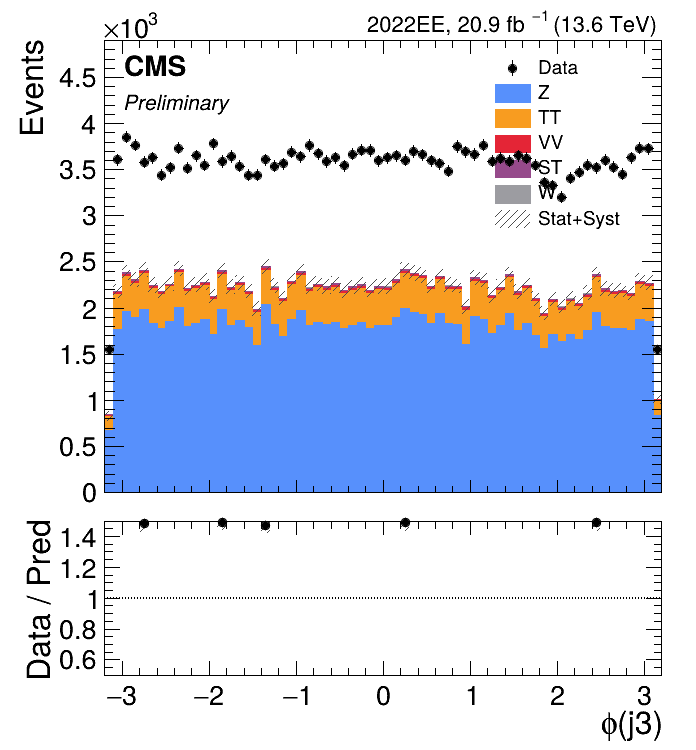 ×10³ 2022EE, 20.9 fb ⁻¹ (13.6 TeV)
Events
CMS
Preliminary
Data
Z
TT
VV
ST
W
Stat+Syst
4.5
4
3.5
3
2.5
2
1.5
1
0.5
0
Data / Pred
1.4
1.2
1
0.8
0.6
−3 −2 −1 0 1 2 3
ϕ(j3)